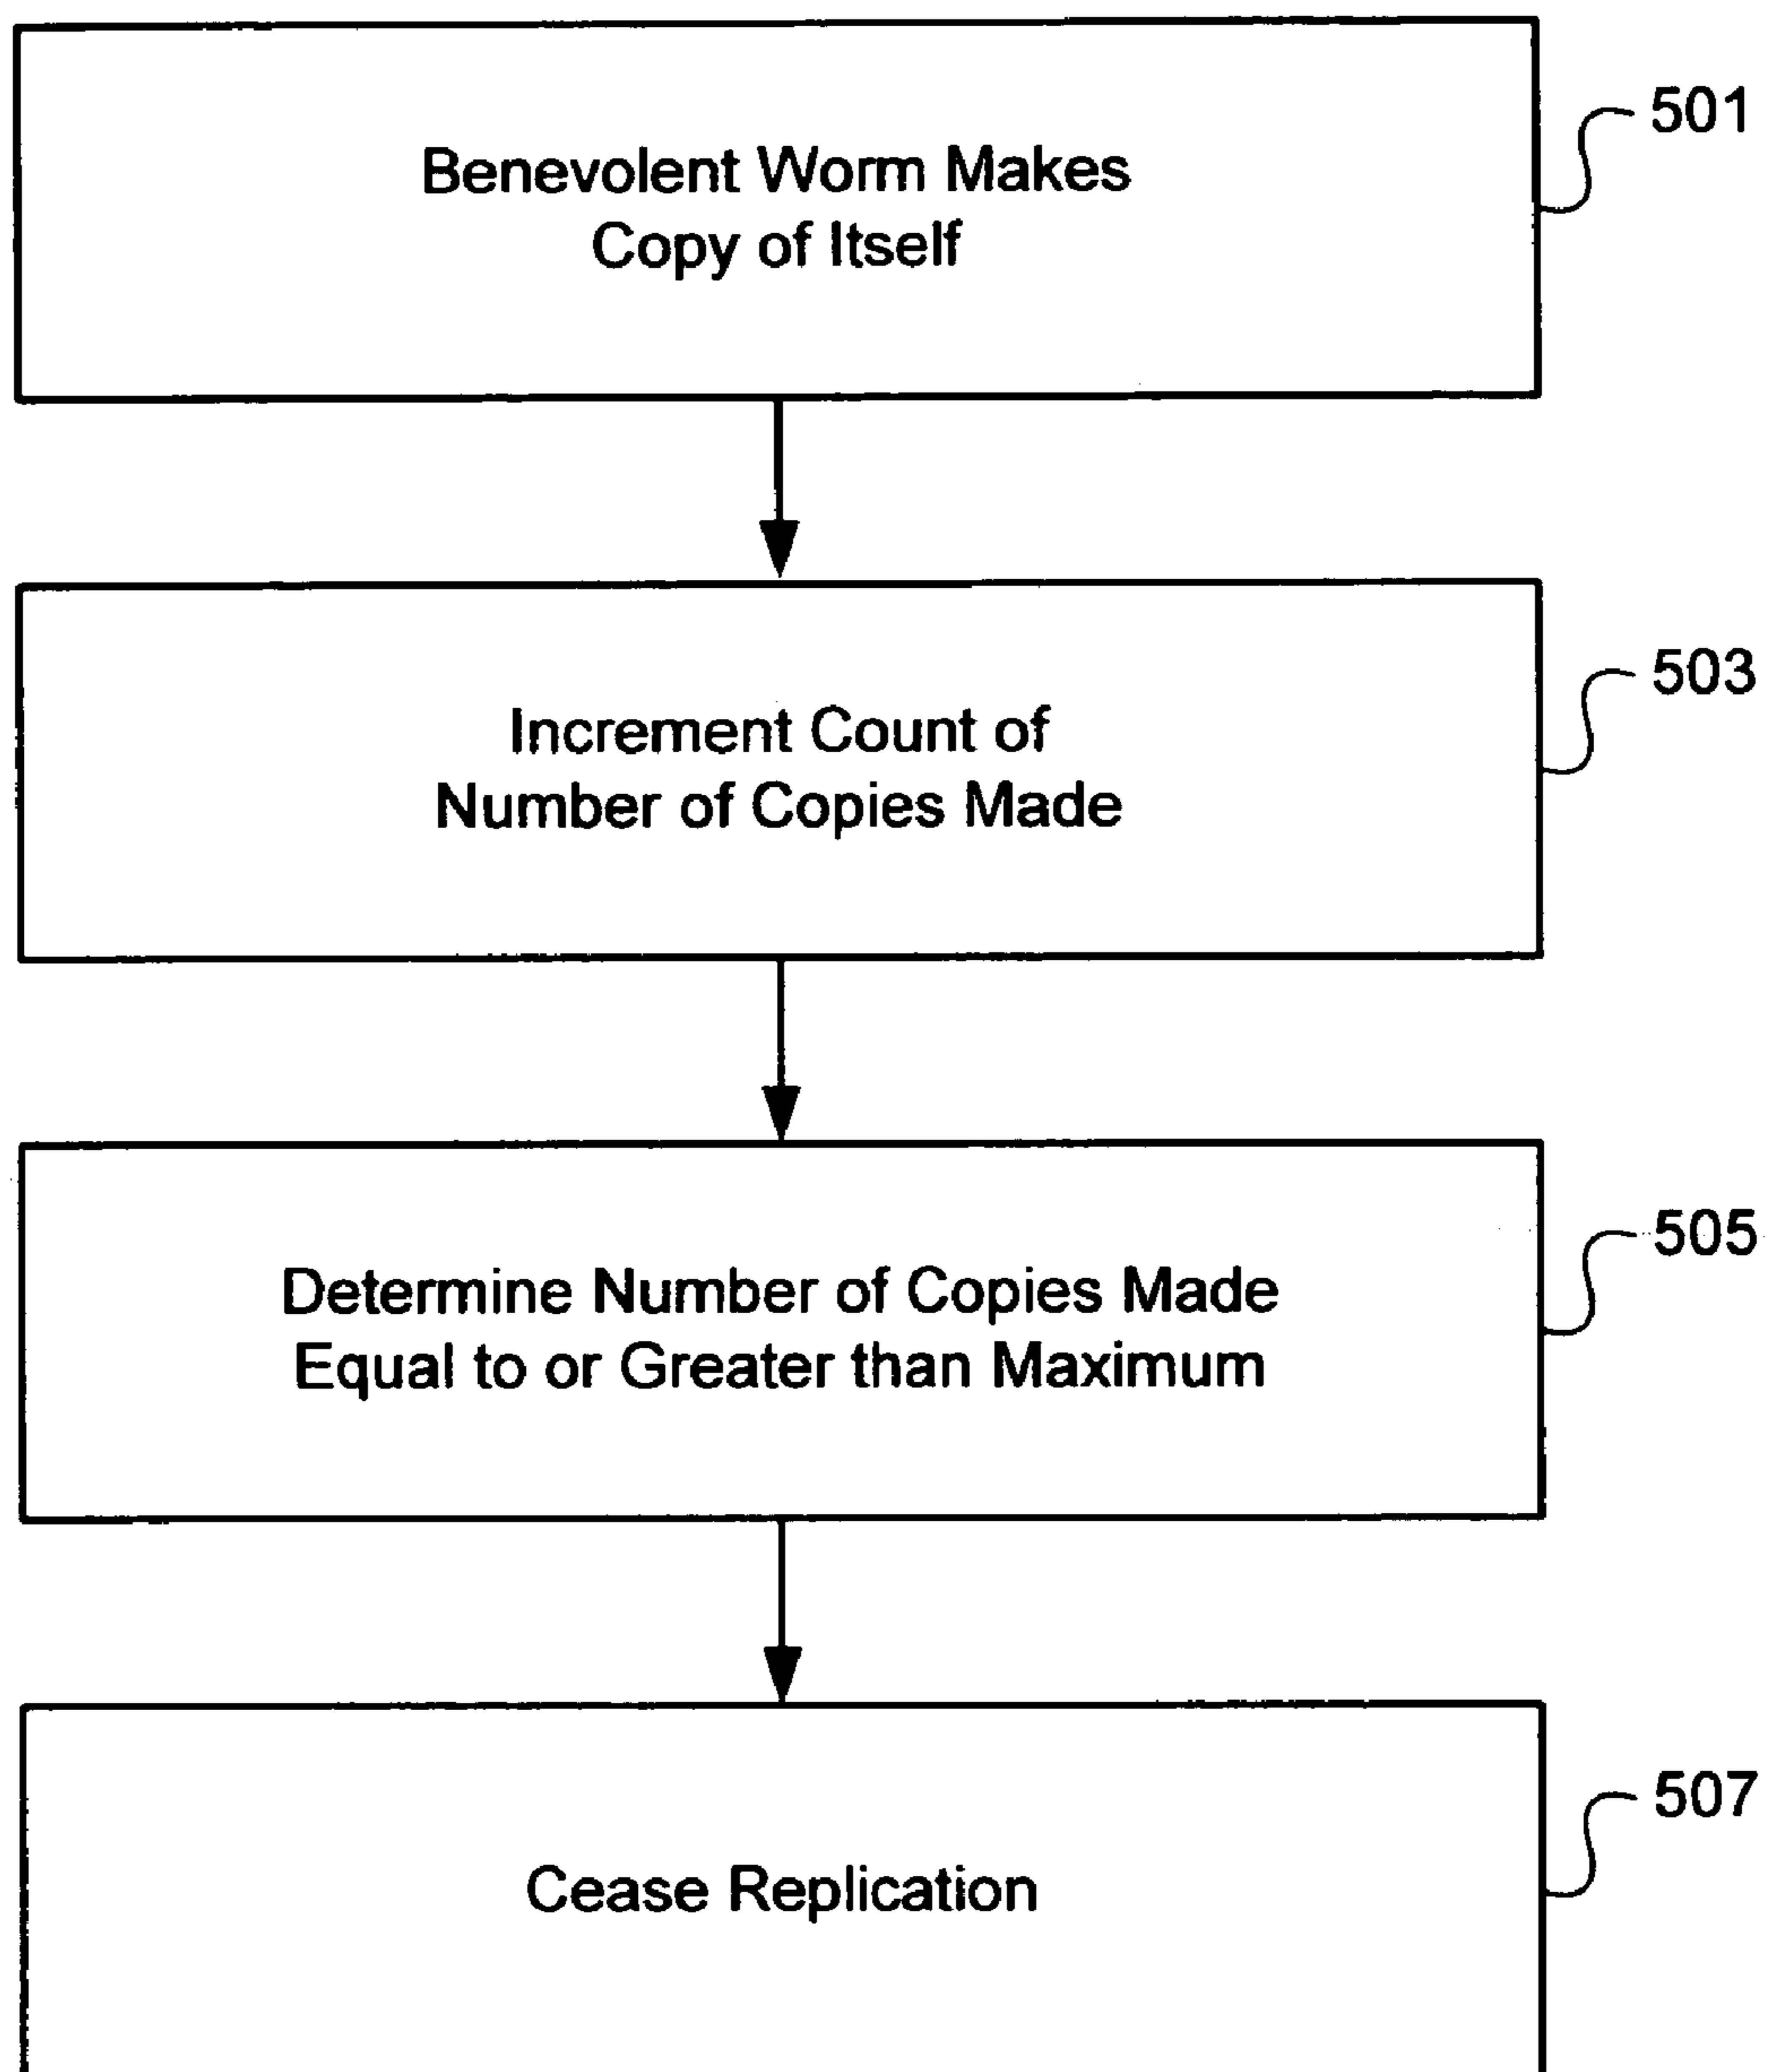 Benevolent Worm Makes
Copy of Itself
501
Increment Count of
Number of Copies Made
503
Determine Number of Copies Made
Equal to or Greater than Maximum
505
Cease Replication
507